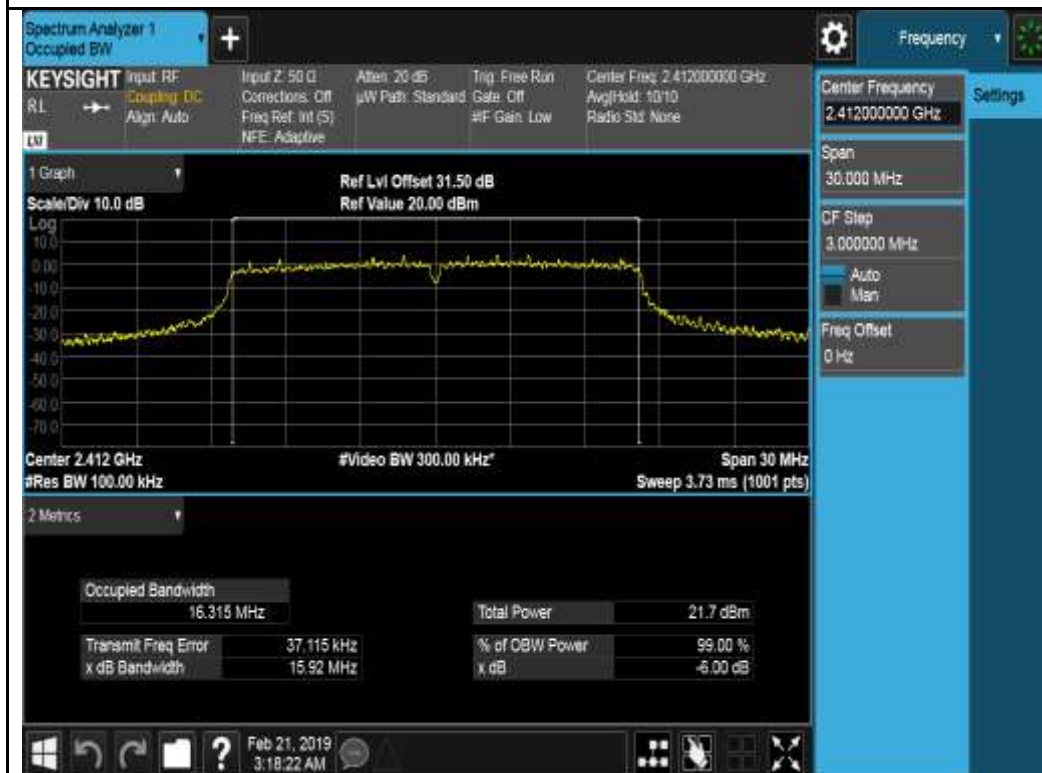 Spectrum Analyzer 1
Occupied BW
Frequency
KEYSIGHT
Input: RF
Coupling: DC
Align: Auto
RL
LXI
Input Z: 50 Ω
Corrections: Off
Freq Ref: Int (S)
NFE: Adaptive
Atten: 20 dB
µW Path: Standard
Trig: Free Run
Gate: Off
#IF Gain: Low
Center Freq: 2.412000000 GHz
Avg|Hold: 10/10
Radio Std: None
Center Frequency
2.412000000 GHz
Settings
Span
30.000 MHz
CF Step
3.000000 MHz
Auto
Man
Freq Offset
0 Hz
1 Graph
Scale/Div 10.0 dB
Ref Lvl Offset 31.50 dB
Ref Value 20.00 dBm
Log
10.0
0.00
-10.0
-20.0
-30.0
-40.0
-50.0
-60.0
-70.0
Center 2.412 GHz
#Video BW 300.00 kHz*
Span 30 MHz
#Res BW 100.00 kHz
Sweep 3.73 ms (1001 pts)
2 Metrics
Occupied Bandwidth
16.315 MHz
Total Power 21.7 dBm
Transmit Freq Error 37.115 kHz
% of OBW Power 99.00 %
x dB Bandwidth 15.92 MHz
x dB -6.00 dB
?
Feb 21, 2019
3:18:22 AM